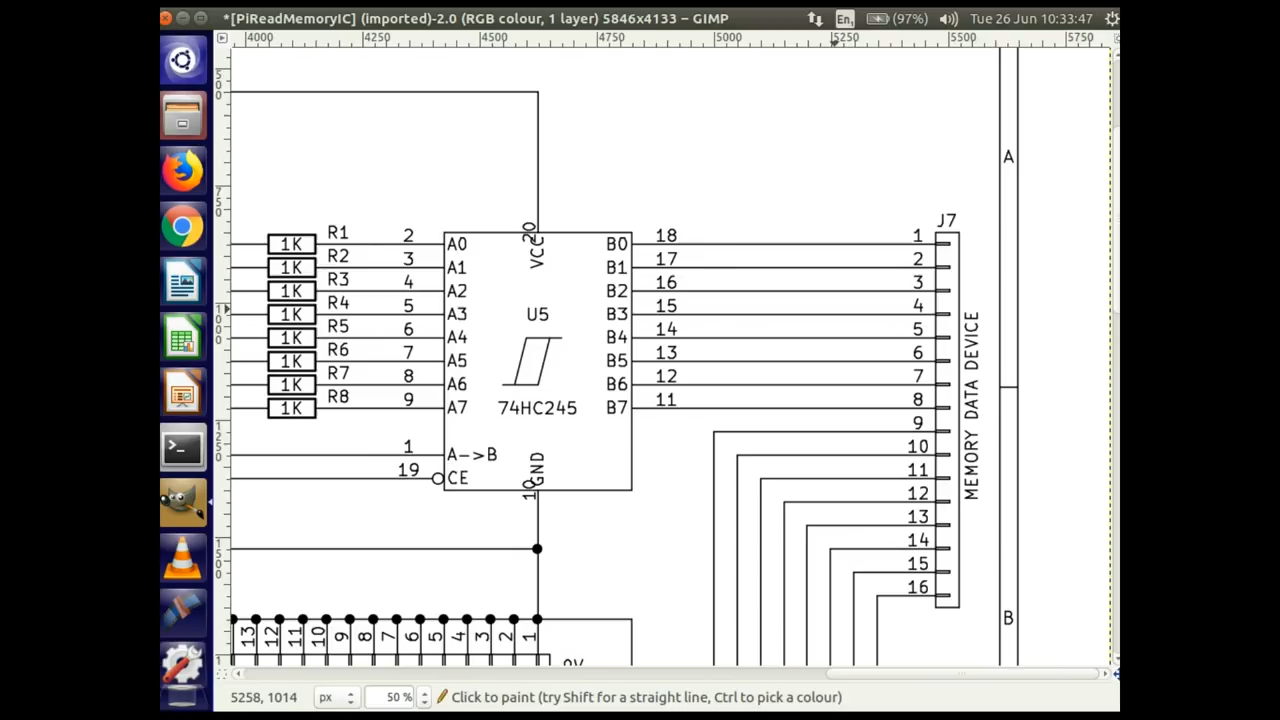 *[PiReadMemoryIC] (imported)-2.0 (RGB colour, 1 layer) 5846x4133 – GIMP
En1 (97%) Tue 26 Jun 10:33:47
4000 4250 4500 4750 5000 5250 5500 5750
A
J7
R1 2 A0 20 VCC B0 18 1
1K
R2 3 A1 B1 17 2
1K
R3 4 A2 B2 16 3
1K
R4 5 A3 U5 B3 15 4
1K
R5 6 A4 B4 14 5
1K
R6 7 A5 B5 13 6
1K
R7 8 A6 B6 12 7
1K
R8 9 A7 74HC245 B7 11 8
1K
MEMORY DATA DEVICE
9
1 A->B 10
19 CE 10 GND 11
12
13
14
15
16
B
13 12 11 10 9 8 7 6 5 4 3 2 1
5258, 1014 px 50 % Click to paint (try Shift for a straight line, Ctrl to pick a colour)